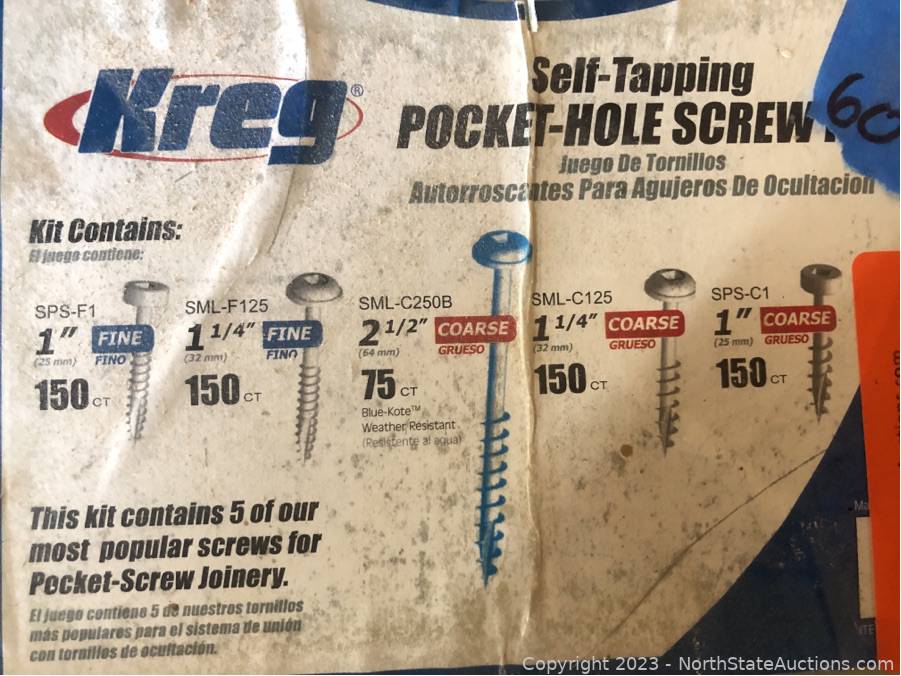 Kreg®
Self-Tapping
POCKET-HOLE SCREW
60
Juego De Tornillos
Autorroscantes Para Agujeros De Ocultación
Kit Contains:
El juego contiene:
SPS-F1
1"
(25 mm)
FINE
FINO
150 CT
SML-F125
1 1/4"
(32 mm)
FINE
FINO
150 CT
SML-C250B
2 1/2"
(64 mm)
COARSE
GRUESO
75 CT
Blue-Kote™
Weather Resistant
(Resistente al agua)
SML-C125
1 1/4"
(32 mm)
COARSE
GRUESO
150 CT
SPS-C1
1"
(25 mm)
COARSE
GRUESO
150 CT
This kit contains 5 of our
most popular screws for
Pocket-Screw Joinery.
El juego contiene 5 de nuestros tornillos
más populares para el sistema de unión
con tornillos de ocultación.
Copyright 2023 - NorthStateAuctions.com